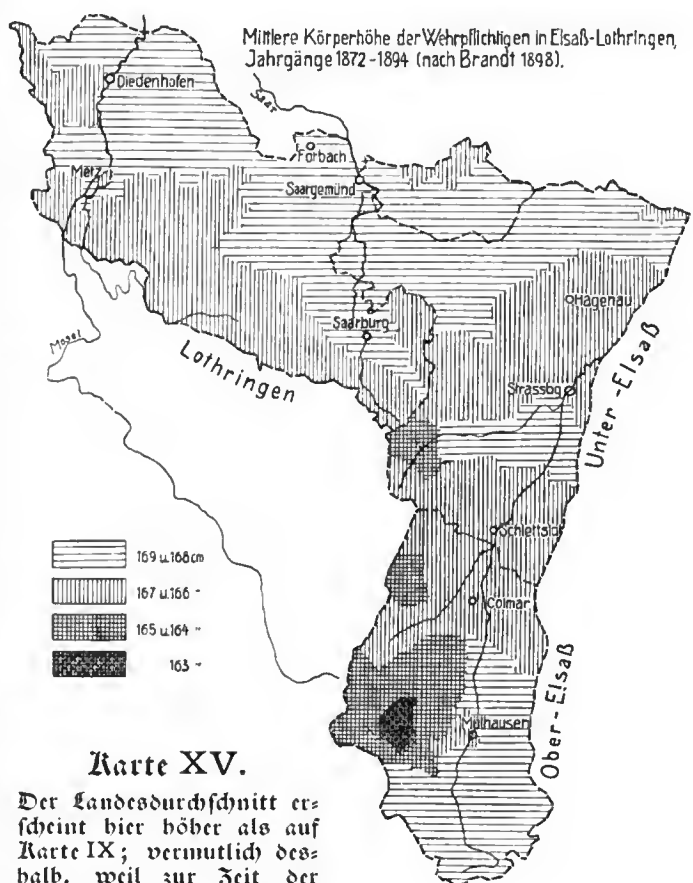 Mittlere Körperhöhe der Wehrpflichtigen in Elsaß-Lothringen,
Jahrgänge 1872-1894 (nach Brandt 1898).
Diedenhofen
Saar
Forbach
Metz
Saargemünd
Hagenau
Saarburg
Mosel
Lothringen
Strassbg
Unter-Elsaß
Schlettstd
Colmar
Mülhausen
Ober-Elsaß
169 u. 168 cm
167 u. 166 "
165 u. 164 "
163 "
Karte XV.
Der Landesdurchschnitt er=
scheint hier höher als auf
Karte IX; vermutlich des=
halb, weil zur Zeit der